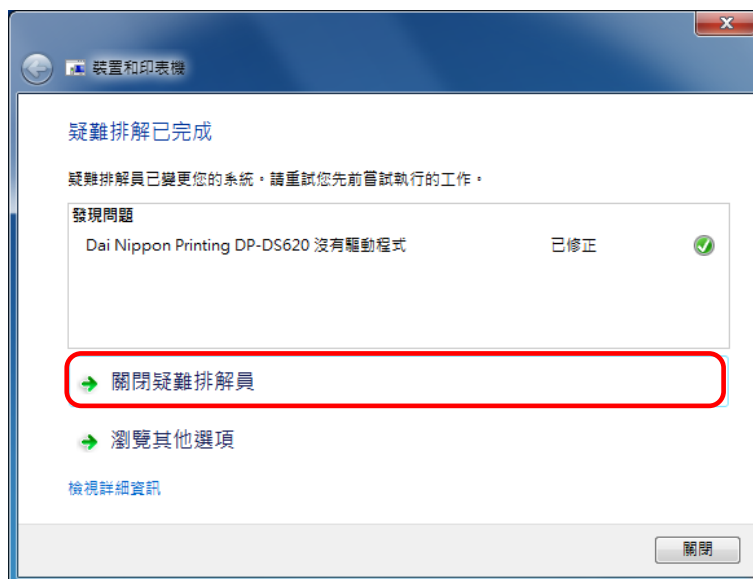 裝置和印表機
疑難排解已完成
疑難排解員已變更您的系統。請重試您先前嘗試執行的工作。
發現問題
Dai Nippon Printing DP-DS620 沒有驅動程式 已修正
關閉疑難排解員
瀏覽其他選項
檢視詳細資訊
關閉